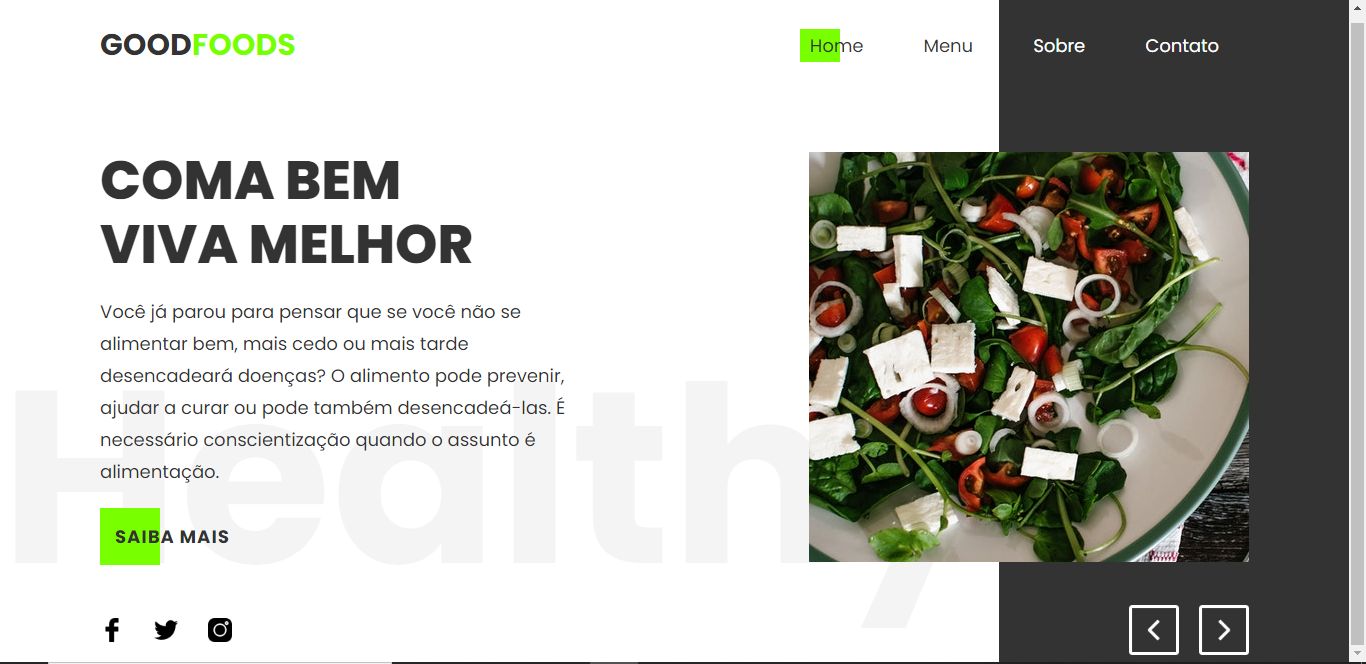 GOODFOODS
Home Menu Sobre Contato
COMA BEM
VIVA MELHOR
Você já parou para pensar que se você não se
alimentar bem, mais cedo ou mais tarde
desencadeará doenças? O alimento pode prevenir,
ajudar a curar ou pode também desencadeá-las. É
necessário conscientização quando o assunto é
alimentação.
Healthy
SAIBA MAIS